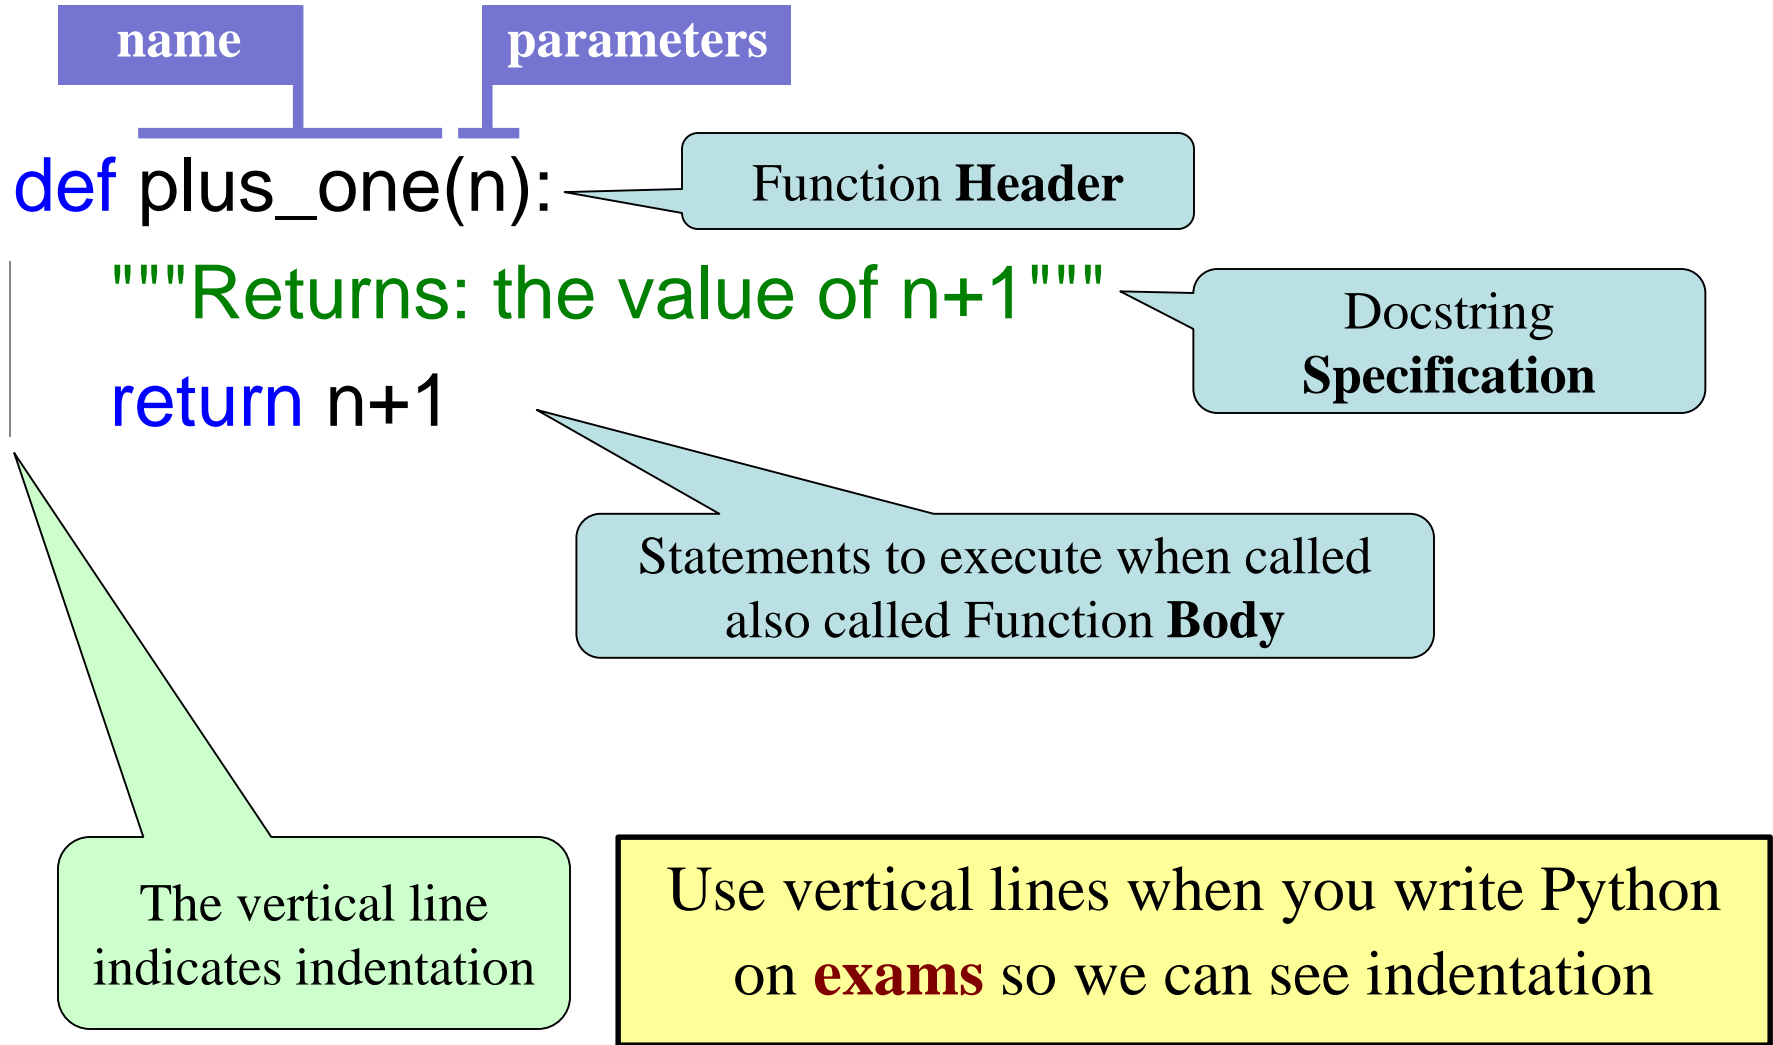 name
parameters
def plus_one(n):
Function Header
"""Returns: the value of n+1"""
Docstring
Specification
return n+1
Statements to execute when called
also called Function Body
The vertical line
indicates indentation
Use vertical lines when you write Python
on exams so we can see indentation